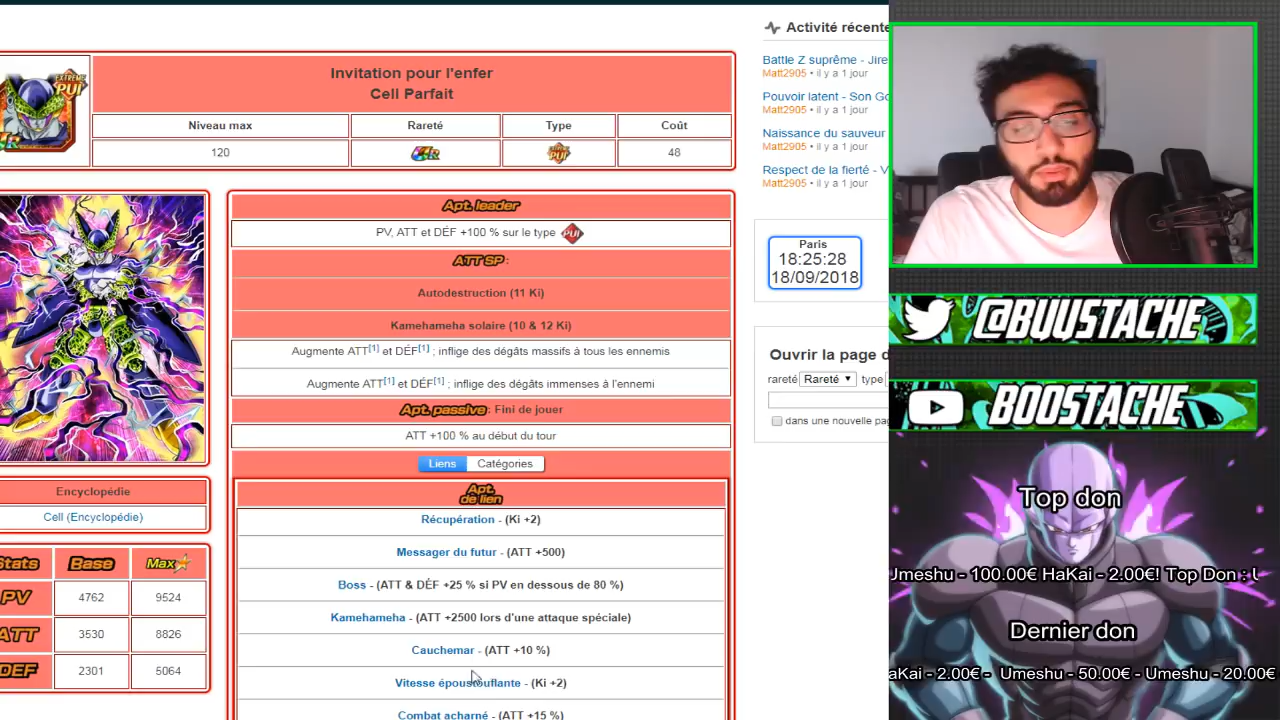 Invitation pour l'enfer
Cell Parfait
EXTRÊME
PUI
Niveau max
Rareté
Type
Coût
120
48
Apt. leader
PV, ATT et DÉF +100 % sur le type PUI
ATT SP :
Autodestruction (11 Ki)
Kamehameha solaire (10 & 12 Ki)
Augmente ATT[1] et DÉF[1] ; inflige des dégâts massifs à tous les ennemis
Augmente ATT[1] et DÉF[1] ; inflige des dégâts immenses à l'ennemi
Apt. passive : Fini de jouer
ATT +100 % au début du tour
Liens
Catégories
Apt.
de lien
Récupération - (Ki +2)
Messager du futur - (ATT +500)
Boss - (ATT & DÉF +25 % si PV en dessous de 80 %)
Kamehameha - (ATT +2500 lors d'une attaque spéciale)
Cauchemar - (ATT +10 %)
Vitesse époustouflante - (Ki +2)
Combat acharné - (ATT +15 %)
Encyclopédie
Cell (Encyclopédie)
Stats Base Max
PV 4762 9524
ATT 3530 8826
DEF 2301 5064
Activité récente
Battle Z suprême - Jire
Matt2905 • il y a 1 jour
Pouvoir latent - Son Go
Matt2905 • il y a 1 jour
Naissance du sauveur
Matt2905 • il y a 1 jour
Respect de la fierté - V
Matt2905 • il y a 1 jour
Paris
18:25:28
18/09/2018
Ouvrir la page d
rareté Rareté type
dans une nouvelle pag
@BUUSTACHE
BOOSTACHE
Top don
Umeshu - 100.00€ HaKai - 2.00€! Top Don :
Dernier don
aKai - 2.00€ - Umeshu - 50.00€ - Umeshu - 20.00€